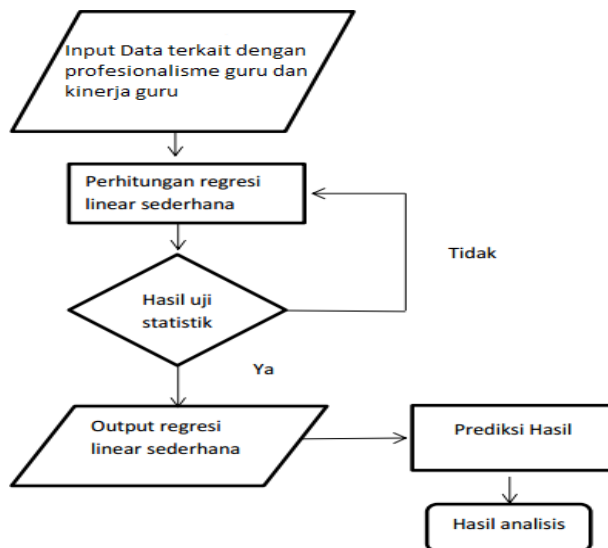 Input Data terkait dengan
profesionalisme guru dan
kinerja guru
Perhitungan regresi
linear sederhana
Tidak
Hasil uji
statistik
Ya
Output regresi
linear sederhana
Prediksi Hasil
Hasil analisis